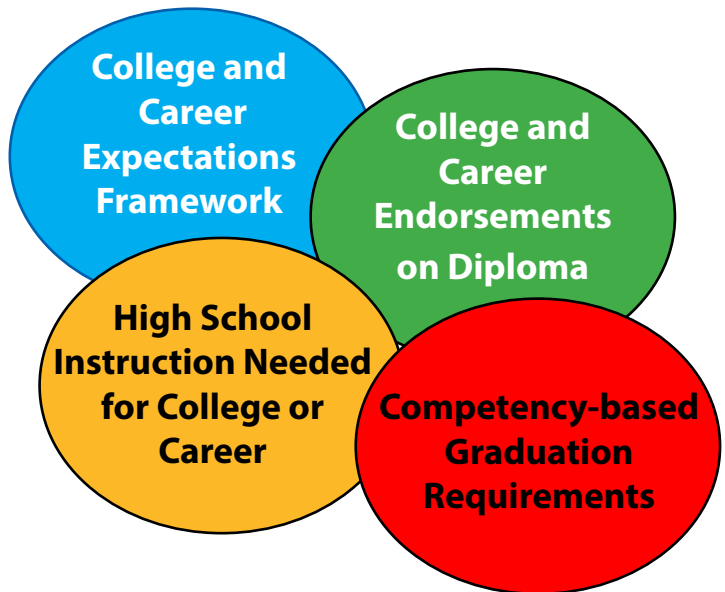 College and
Career
Expectations
Framework
College and
Career
Endorsements
on Diploma
High School
Instruction Needed
for College or
Career
Competency-based
Graduation
Requirements